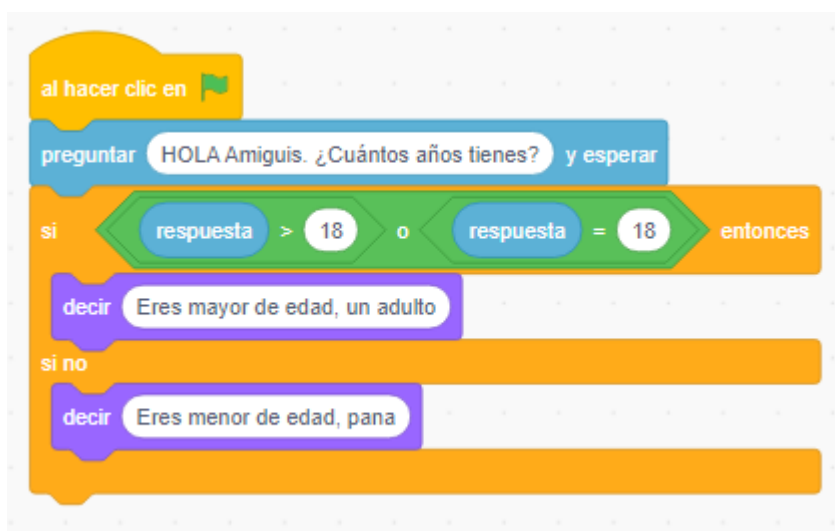 al hacer clic en
preguntar HOLA Amiguis. ¿Cuántos años tienes? y esperar
si respuesta > 18 o respuesta = 18 entonces
decir Eres mayor de edad, un adulto
si no
decir Eres menor de edad, pana